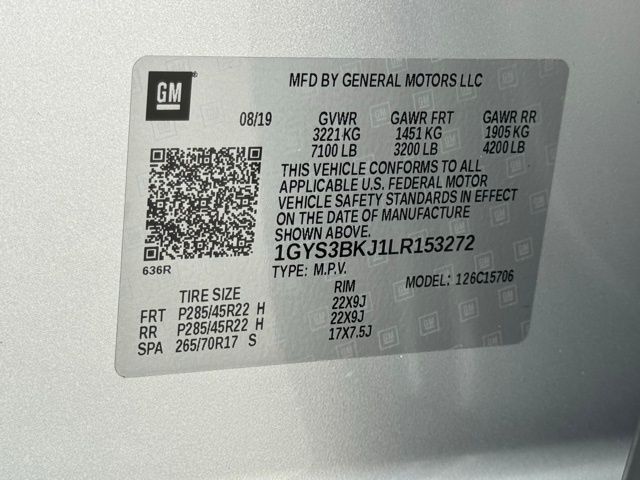 GM
MFD BY GENERAL MOTORS LLC
08/19 GVWR GAWR FRT GAWR RR
3221 KG 1451 KG 1905 KG
7100 LB 3200 LB 4200 LB
THIS VEHICLE CONFORMS TO ALL
APPLICABLE U.S. FEDERAL MOTOR
VEHICLE SAFETY STANDARDS IN EFFECT
ON THE DATE OF MANUFACTURE
SHOWN ABOVE.
1GYS3BKJ1LR153272
636R
TYPE: M.P.V. MODEL: 126C15706
TIRE SIZE RIM
FRT P285/45R22 H 22X9J
RR P285/45R22 H 22X9J
SPA 265/70R17 S 17X7.5J